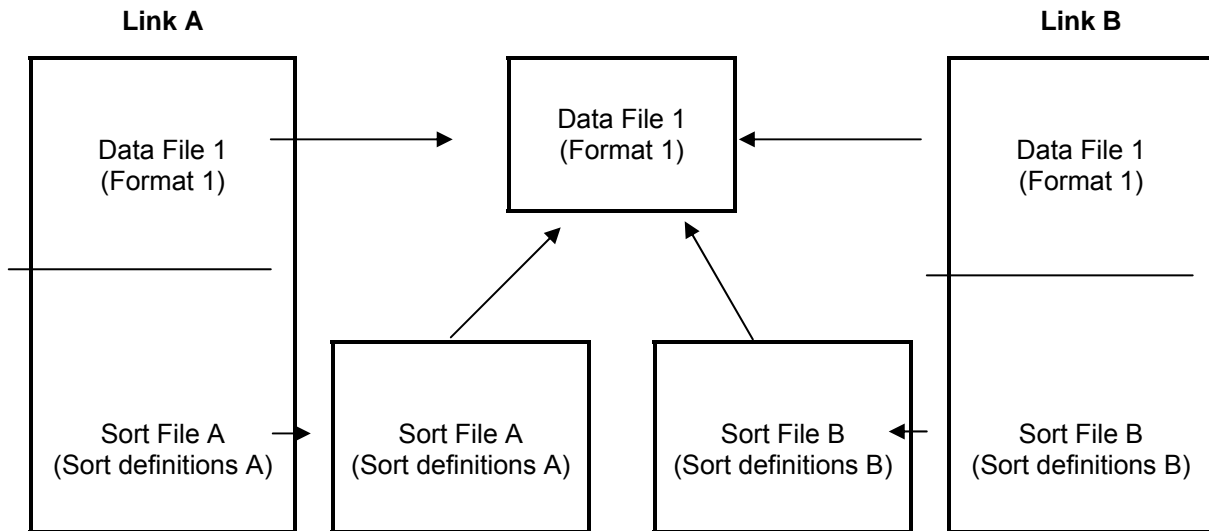 Link A
Link B
Data File 1
(Format 1)
Data File 1
(Format 1)
Data File 1
(Format 1)
Sort File A
(Sort definitions A)
Sort File A
(Sort definitions A)
Sort File B
(Sort definitions B)
Sort File B
(Sort definitions B)